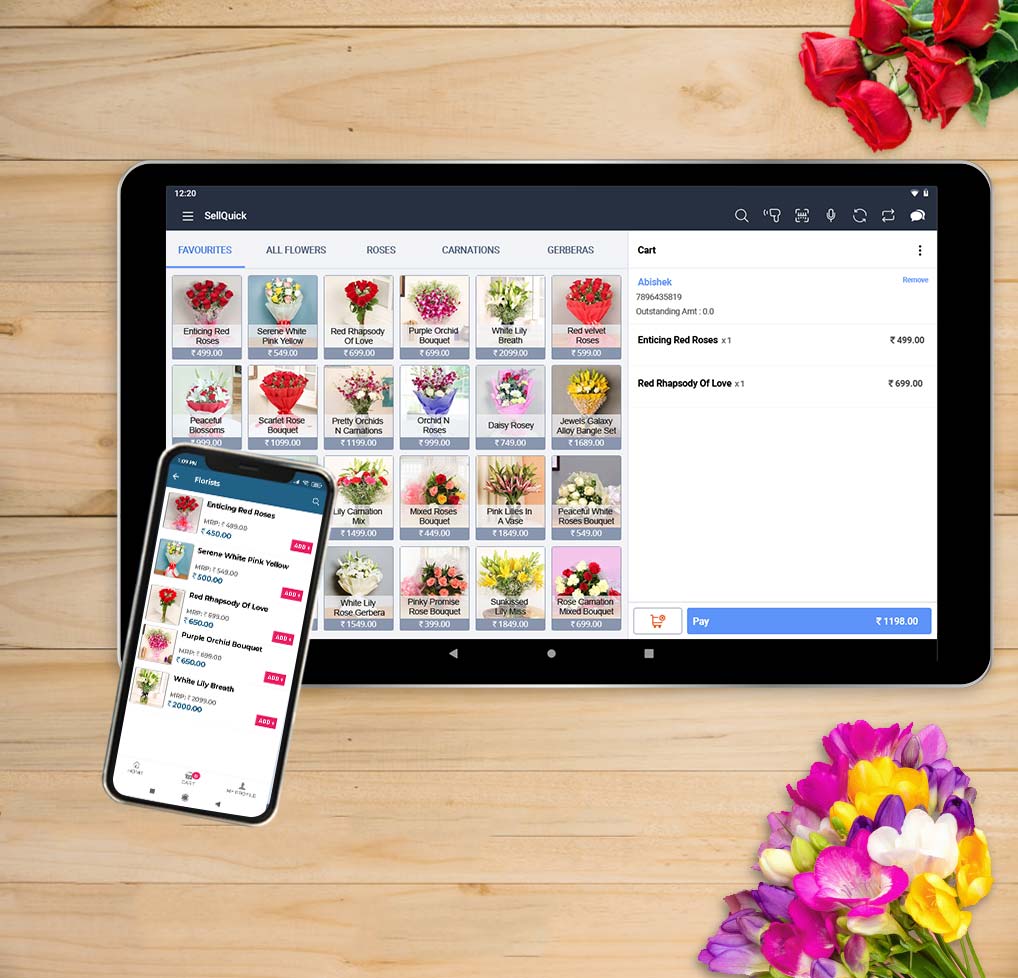 12:20
SellQuick
FAVOURITES
ALL FLOWERS
ROSES
CARNATIONS
GERBERAS
Enticing Red
Roses
₹ 499.00
Serene White
Pink Yellow
₹ 549.00
Red Rhapsody
Of Love
₹ 699.00
Purple Orchid
Bouquet
₹ 699.00
White Lily
Breath
₹ 2099.00
Red velvet
Roses
₹ 599.00
Peaceful
Blossoms
₹ 999.00
Scarlet Rose
Bouquet
₹ 1099.00
Pretty Orchids
N Carnations
₹ 1199.00
Orchid N
Roses
₹ 999.00
Daisy Rosey
₹ 749.00
Jewels Galaxy
Alloy Bangle Set
₹ 1689.00
Lily Carnation
Mix
₹ 1499.00
Mixed Roses
Bouquet
₹ 449.00
Pink Lilies In
A Vase
₹ 1849.00
Peaceful White
Roses Bouquet
₹ 549.00
White Lily
Rose Gerbera
₹ 1549.00
Pinky Promise
Rose Bouquet
₹ 399.00
Sunkissed
Lily Miss
₹ 1849.00
Rose Carnation
Mixed Bouquet
₹ 699.00
Cart
Abishek
Remove
7896435819
Outstanding Amt : 0.0
Enticing Red Roses x 1 ₹ 499.00
Red Rhapsody Of Love x 1 ₹ 699.00
Pay ₹ 1198.00
1:09 PM
Florists
Enticing Red Roses
MRP: ₹ 499.00
₹ 450.00
ADD +
Serene White Pink Yellow
MRP: ₹ 549.00
₹ 500.00
ADD +
Red Rhapsody Of Love
MRP: ₹ 699.00
₹ 650.00
ADD +
Purple Orchid Bouquet
MRP: ₹ 699.00
₹ 650.00
ADD +
White Lily Breath
MRP: ₹ 2099.00
₹ 2000.00
ADD +
HOME
CART
MY PROFILE